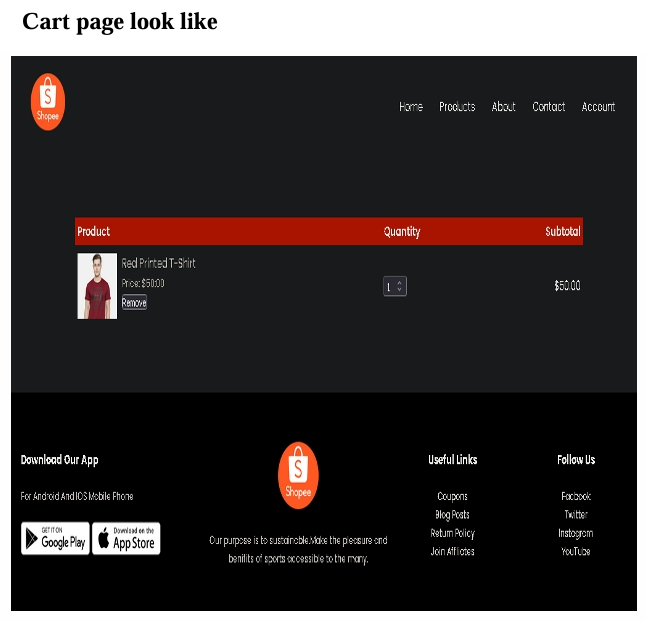 Cart page look like
S
Shopee
Home Products About Contact Account
Product Quantity Subtotal
Red Printed T-Shirt
Price: $50:00
Remove
1
$50.00
Download Our App
For Android And IOS Mobile Phone
GET IT ON
Google Play
Download on the
App Store
S
Shopee
Our purpose is to sustainable.Make the pleasure and
benifits of sports accessible to the many.
Useful Links
Coupons
Blog Posts
Return Policy
Join Affliates
Follow Us
Facbook
Twitter
Instagram
YouTube